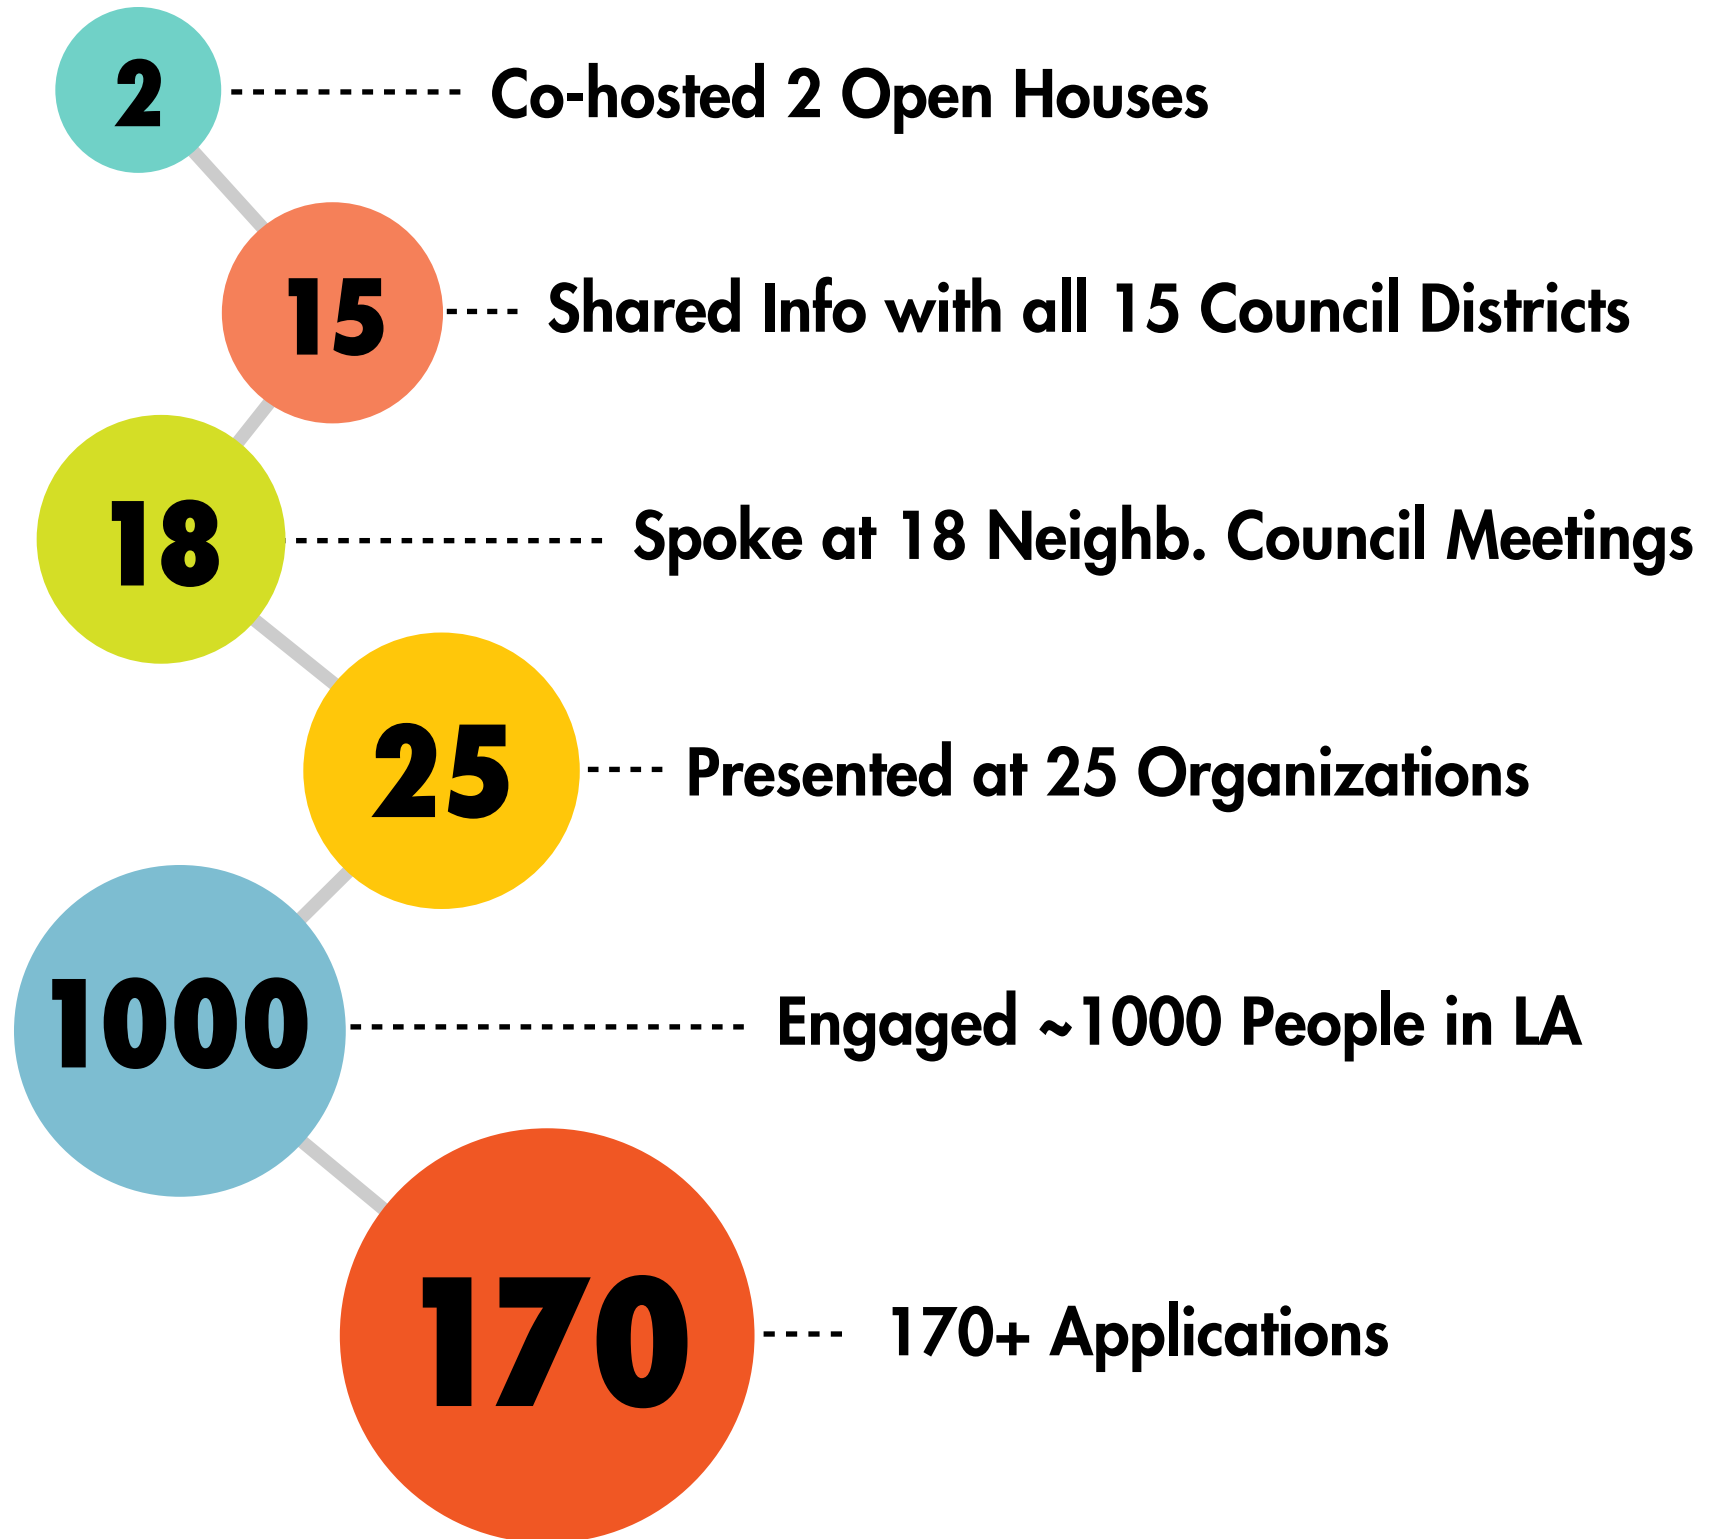 2
Co-hosted 2 Open Houses
15
Shared Info with all 15 Council Districts
18
Spoke at 18 Neighb. Council Meetings
25
Presented at 25 Organizations
1000
Engaged ~1000 People in LA
170
170+ Applications